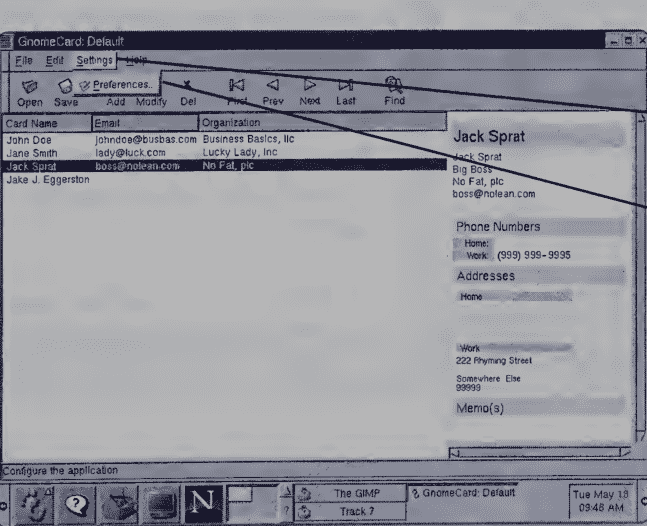 GnomeCard: Default
File Edit Settings Help
Preferences..
Open Save Add Modify Del First Prev Next Last Find
Card Name Email Organization
John Doe johndoe@busbas.com Business Basics, llc
Jane Smith lady@luck.com Lucky Lady, Inc
Jack Sprat boss@nolean.com No Fat, plc
Jake J. Eggerston
Jack Sprat
Jack Sprat
Big Boss
No Fat, plc
boss@nolean.com
Phone Numbers
Home:
Work: (999) 999-9995
Addresses
Home
Work
222 Rhyming Street
Somewhere Else
99999
Memo(s)
Configure the application
N
The GIMP
Track 7
GnomeCard: Default
Tue May 18
09:46 AM